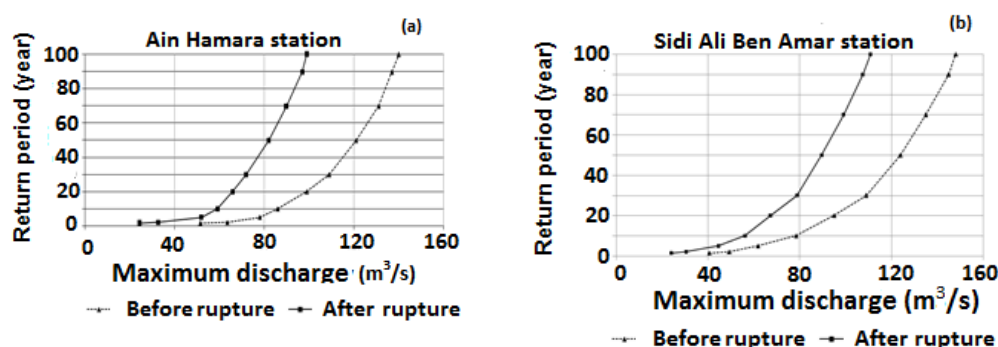 (a)
Ain Hamara station
Return period (year)
100
80
60
40
20
0
0 40 80 120 160
Maximum discharge (m³/s)
Before rupture After rupture
(b)
Sidi Ali Ben Amar station
Return period (year)
100
80
60
40
20
0
0 40 80 120 160
Maximum discharge (m³/s)
Before rupture After rupture